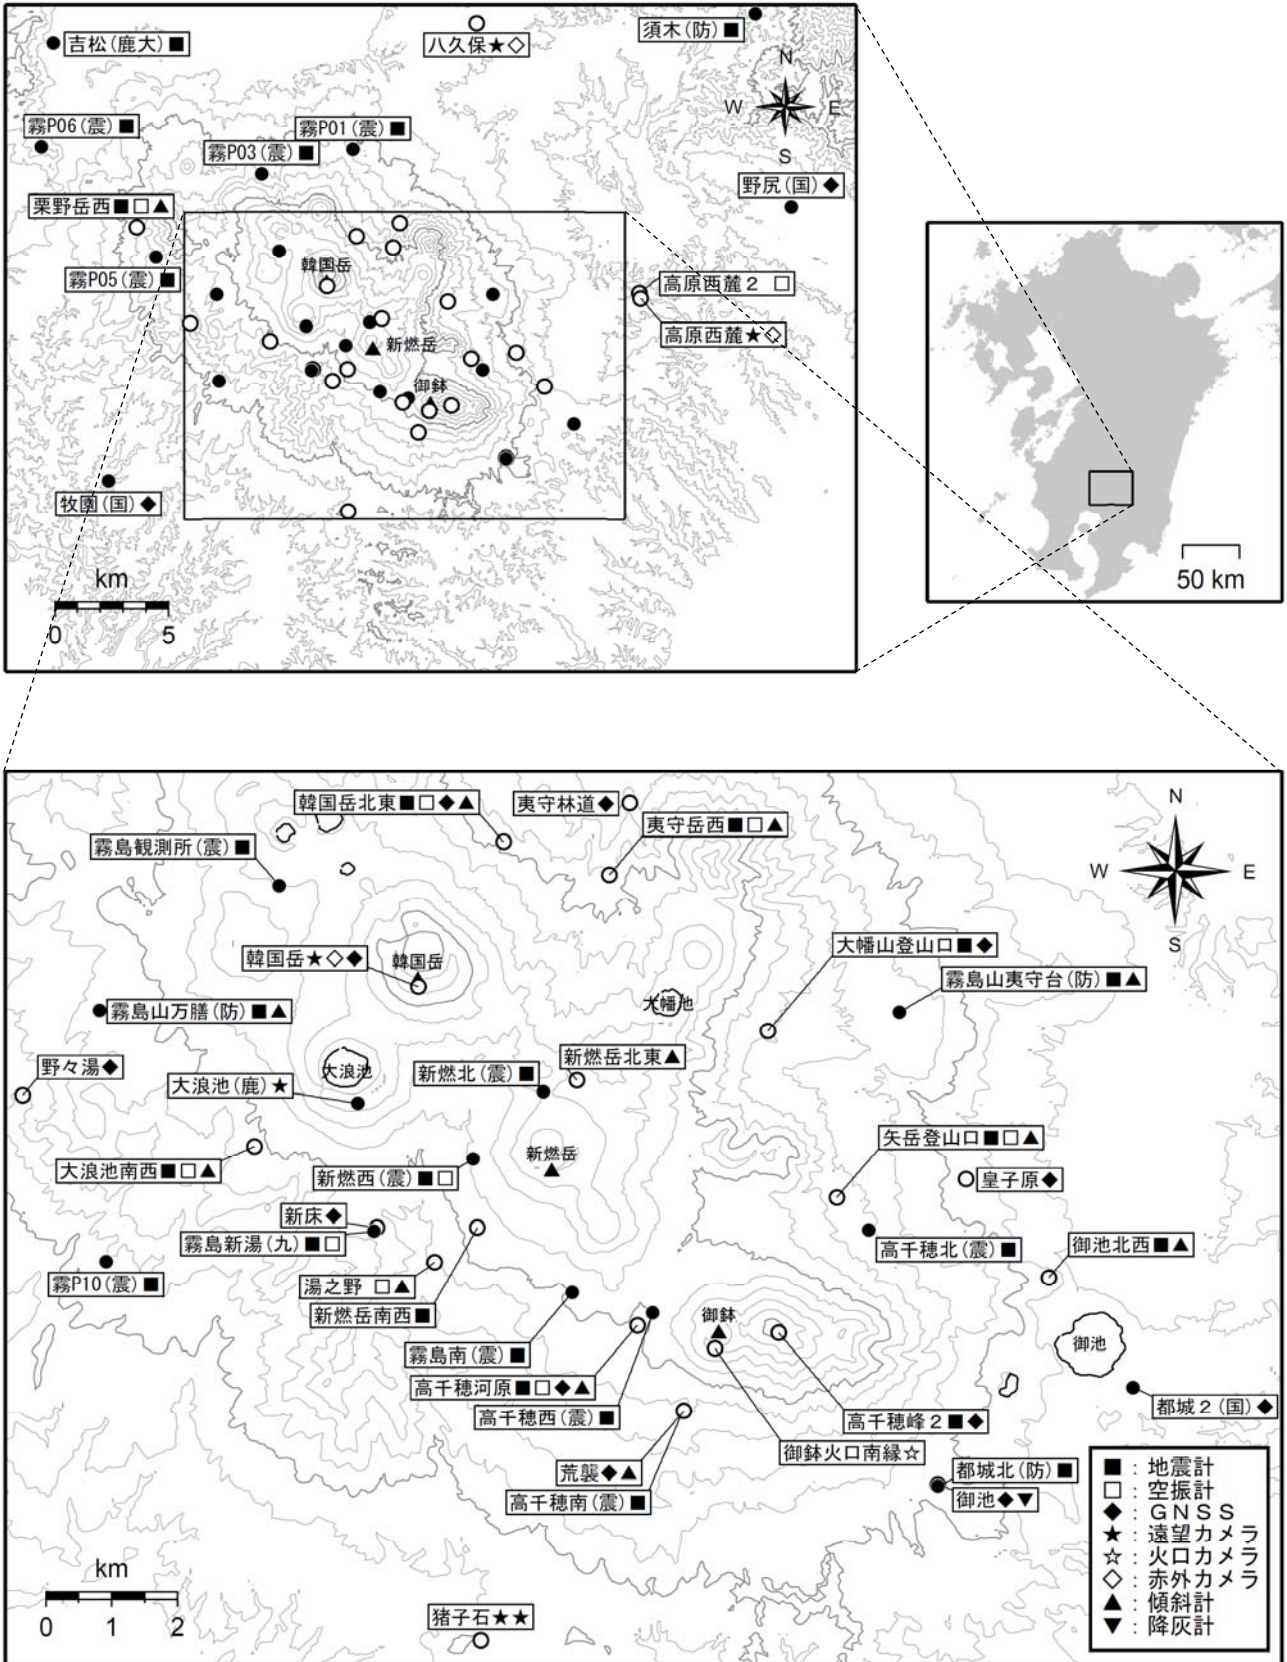 吉松(鹿大)■
八久保★◇
須木(防)■
N
W
E
S
霧P06(震)■
霧P01(震)■
霧P03(震)■
野尻(国)◆
栗野岳西■□▲
霧P05(震)■
韓国岳
高原西麓２ □
高原西麓★◇
新燃岳
御鉢
牧園(国)◆
km
0 5
50 km
韓国岳北東■□◆▲
夷守林道◆
夷守岳西■□▲
N
W
E
S
霧島観測所(震)■
大幡山登山口■◆
韓国岳★◇◆
韓国岳
霧島山夷守台(防)■▲
大幡池
霧島山万膳(防)■▲
野々湯◆
大浪池
新燃岳北東▲
新燃北(震)■
大浪池(鹿)★
矢岳登山口■□▲
大浪池南西■□▲
新燃岳
新燃西(震)■□
皇子原◆
新床◆
霧島新湯(九)■□
高千穂北(震)■
御池北西■▲
霧P10(震)■
湯之野 □▲
新燃岳南西■
御鉢
御池
霧島南(震)■
高千穂河原■□◆▲
高千穂西(震)■
高千穂峰２■◆
都城２(国)◆
御鉢火口南縁☆
荒襲◆▲
高千穂南(震)■
都城北(防)■
御池◆▼
■：地震計
□：空振計
◆：ＧＮＳＳ
★：遠望カメラ
☆：火口カメラ
◇：赤外カメラ
▲：傾斜計
▼：降灰計
km
0 1 2
猪子石★★